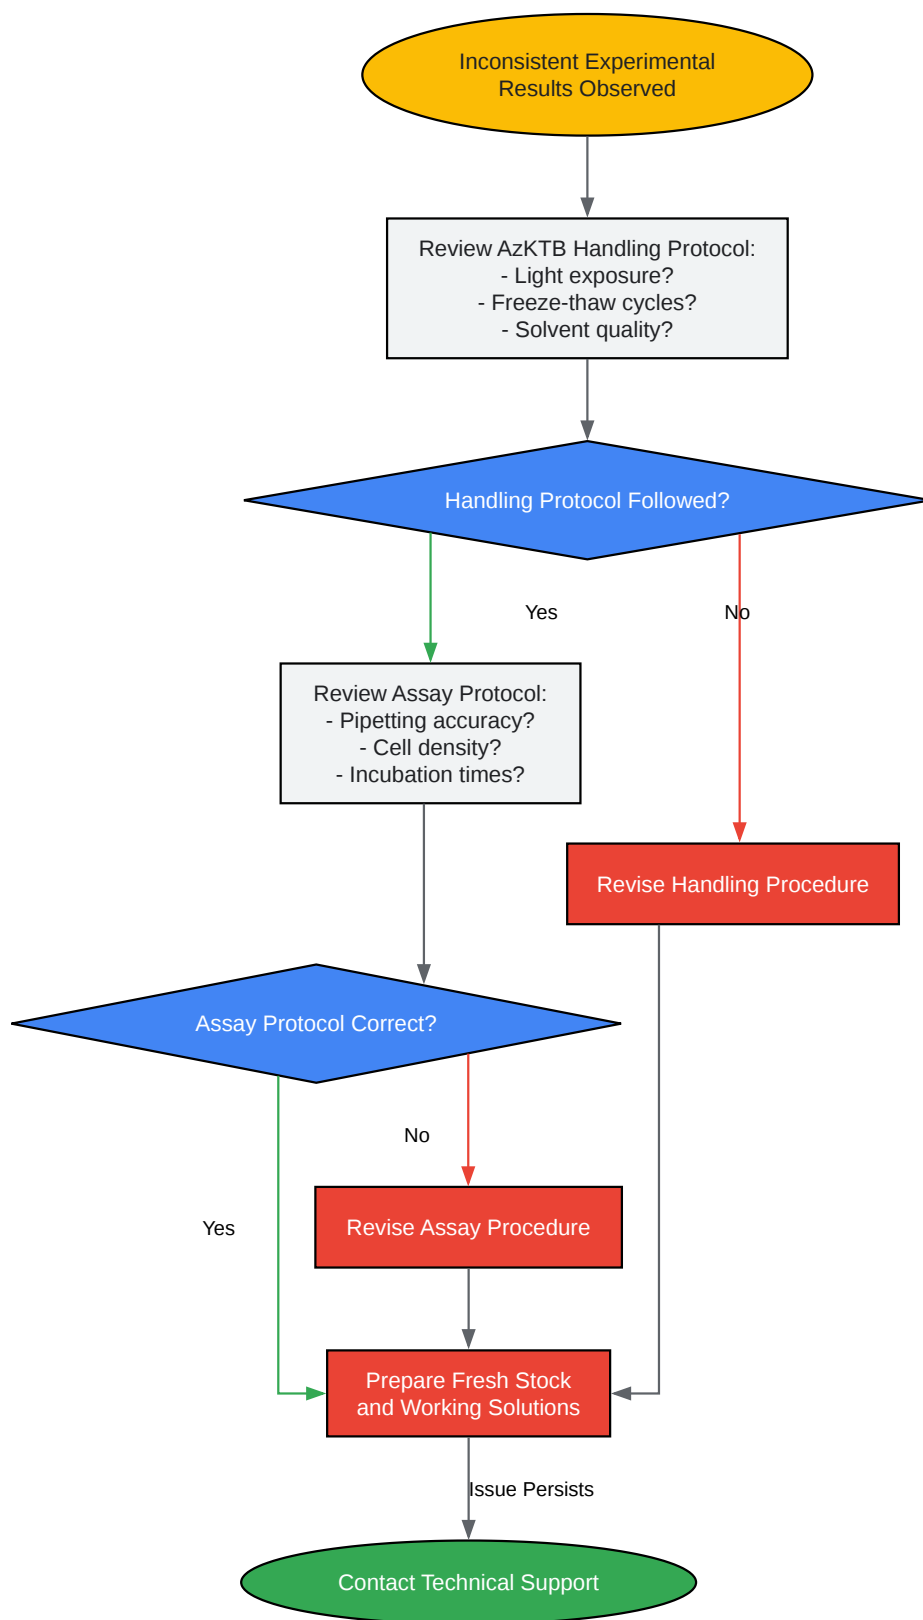 Inconsistent Experimental
Results Observed
Review AzKTB Handling Protocol:
- Light exposure?
- Freeze-thaw cycles?
- Solvent quality?
Handling Protocol Followed?
Yes
No
Review Assay Protocol:
- Pipetting accuracy?
- Cell density?
- Incubation times?
Revise Handling Procedure
Assay Protocol Correct?
No
Yes
Revise Assay Procedure
Prepare Fresh Stock
and Working Solutions
Issue Persists
Contact Technical Support